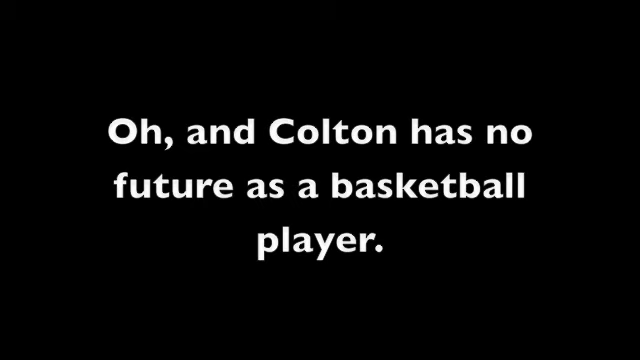 Oh, and Colton has no
future as a basketball
player.